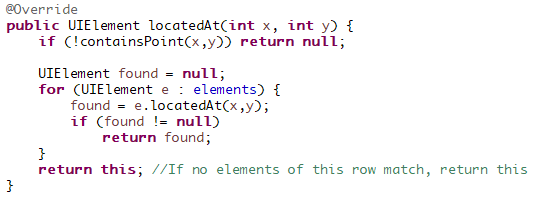 @Override
public UIElement locatedAt(int x, int y) {
    if (!containsPoint(x,y)) return null;

    UIElement found = null;
    for (UIElement e : elements) {
        found = e.locatedAt(x,y);
        if (found != null)
            return found;
    }
    return this; //If no elements of this row match, return this
}